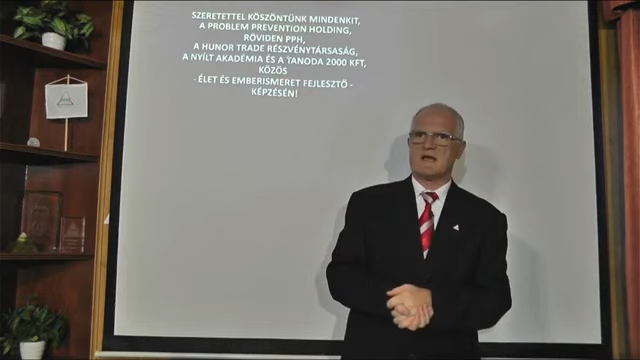 SZERETETTEL KÖSZÖNTÜNK MINDENKIT,
A PROBLEM PREVENTION HOLDING,
RÖVIDEN PPH,
A HUNOR TRADE RÉSZVÉNYTÁRSASÁG,
A NYÍLT AKADÉMIA ÉS A TANODA 2000 KFT,
KÖZÖS
- ÉLET ÉS EMBERISMERET FEJLESZTŐ -
KÉPZÉSÉN!